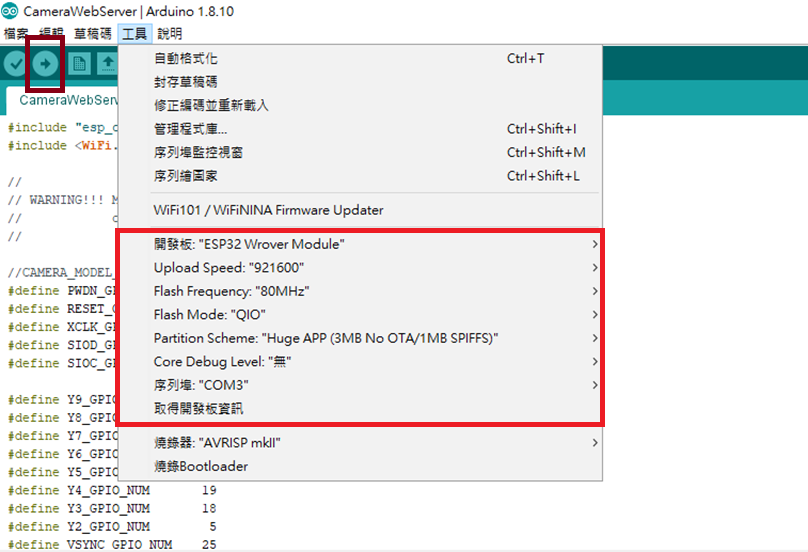 CameraWebServer | Arduino 1.8.10
檔案 編輯 草稿碼 工具 說明
自動格式化 Ctrl+T
封存草稿碼
修正編碼並重新載入
管理程式庫... Ctrl+Shift+I
序列埠監控視窗 Ctrl+Shift+M
序列繪圖家 Ctrl+Shift+L
WiFi101 / WiFiNINA Firmware Updater
開發板: "ESP32 Wrover Module"
Upload Speed: "921600"
Flash Frequency: "80MHz"
Flash Mode: "QIO"
Partition Scheme: "Huge APP (3MB No OTA/1MB SPIFFS)"
Core Debug Level: "無"
序列埠: "COM3"
取得開發板資訊
燒錄器: "AVRISP mkII"
燒錄Bootloader
CameraWebServ
#include "esp_c
#include <WiFi.
//
// WARNING!!! M
//
//
//CAMERA_MODEL_
#define PWDN_GP
#define RESET_G
#define XCLK_GP
#define SIOD_GP
#define SIOC_GP
#define Y9_GPIO
#define Y8_GPIO
#define Y7_GPIO
#define Y6_GPIO
#define Y5_GPIO
#define Y4_GPIO_NUM 19
#define Y3_GPIO_NUM 18
#define Y2_GPIO_NUM 5
#define VSYNC_GPIO_NUM 25